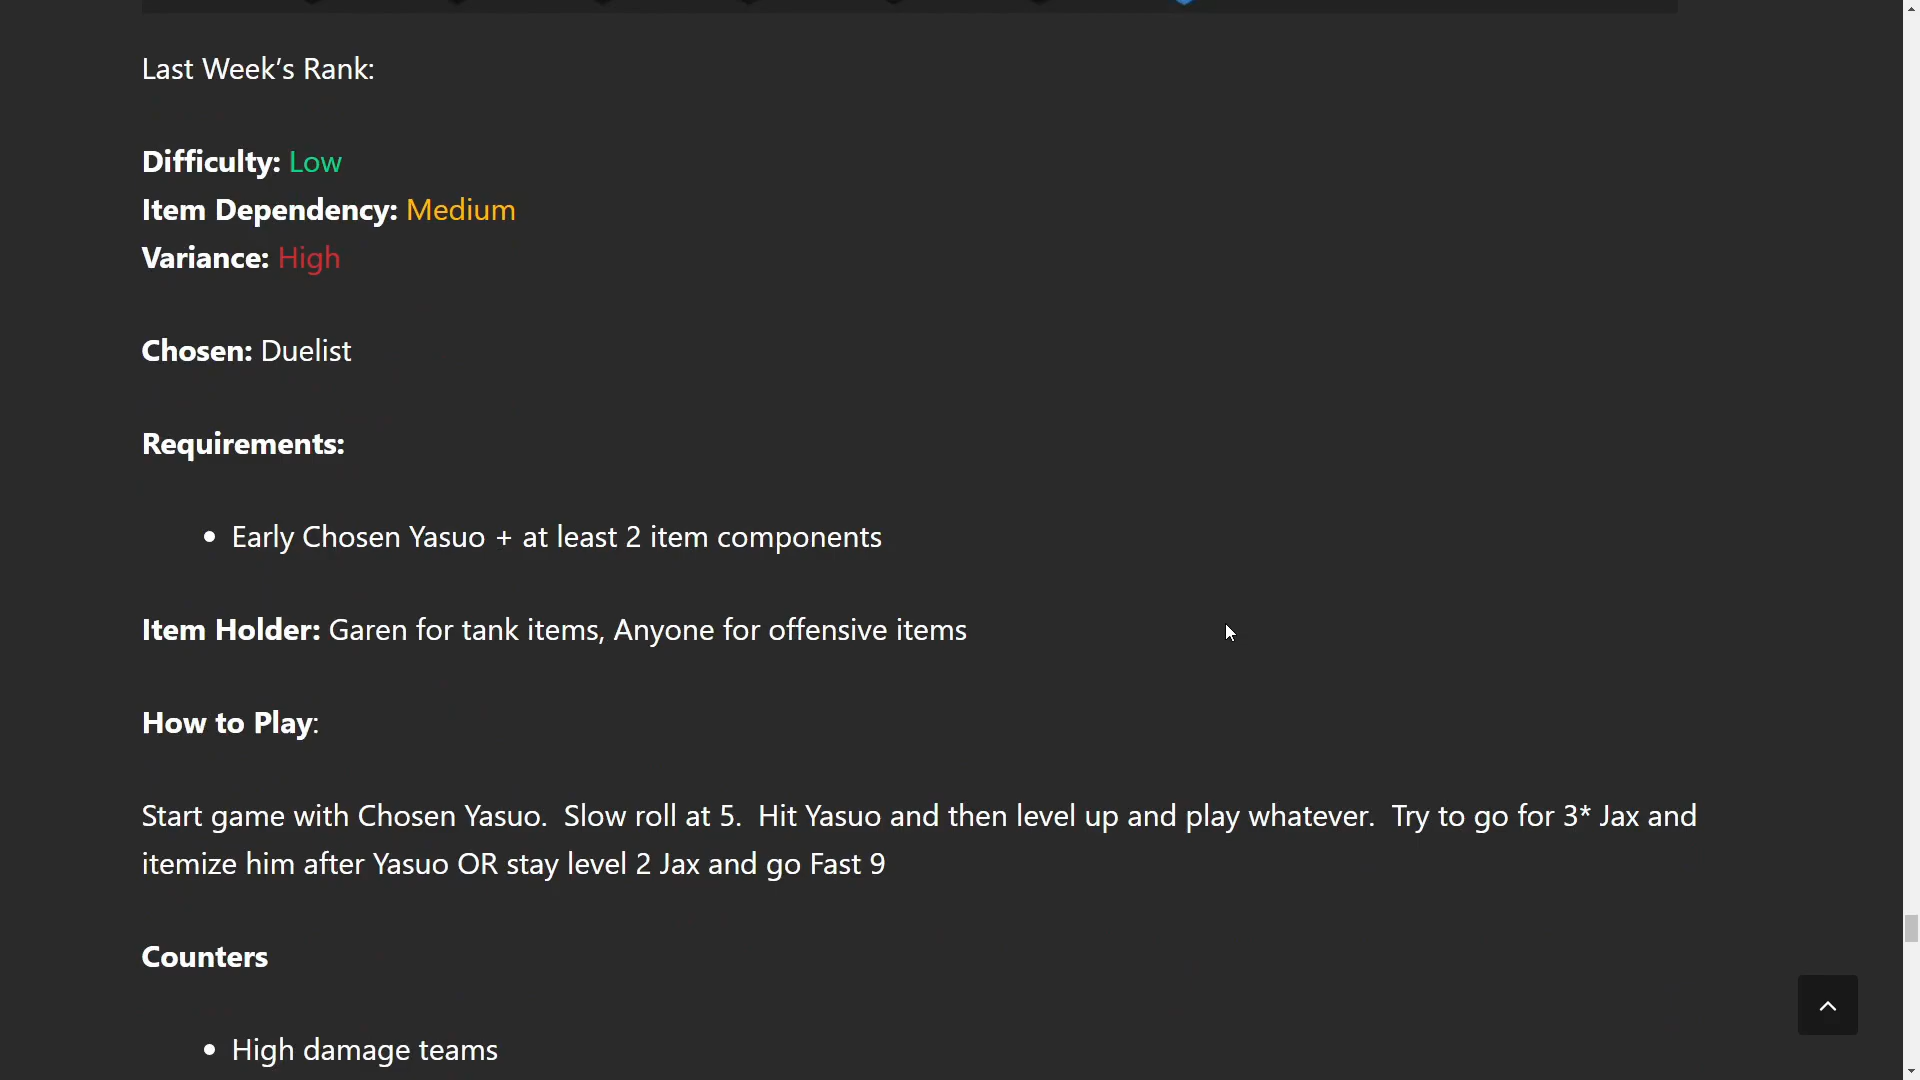 Last Week’s Rank:
Difficulty: Low
Item Dependency: Medium
Variance: High
Chosen: Duelist
Requirements:
• Early Chosen Yasuo + at least 2 item components
Item Holder: Garen for tank items, Anyone for offensive items
How to Play:
Start game with Chosen Yasuo.  Slow roll at 5.  Hit Yasuo and then level up and play whatever.  Try to go for 3* Jax and
itemize him after Yasuo OR stay level 2 Jax and go Fast 9
Counters
• High damage teams